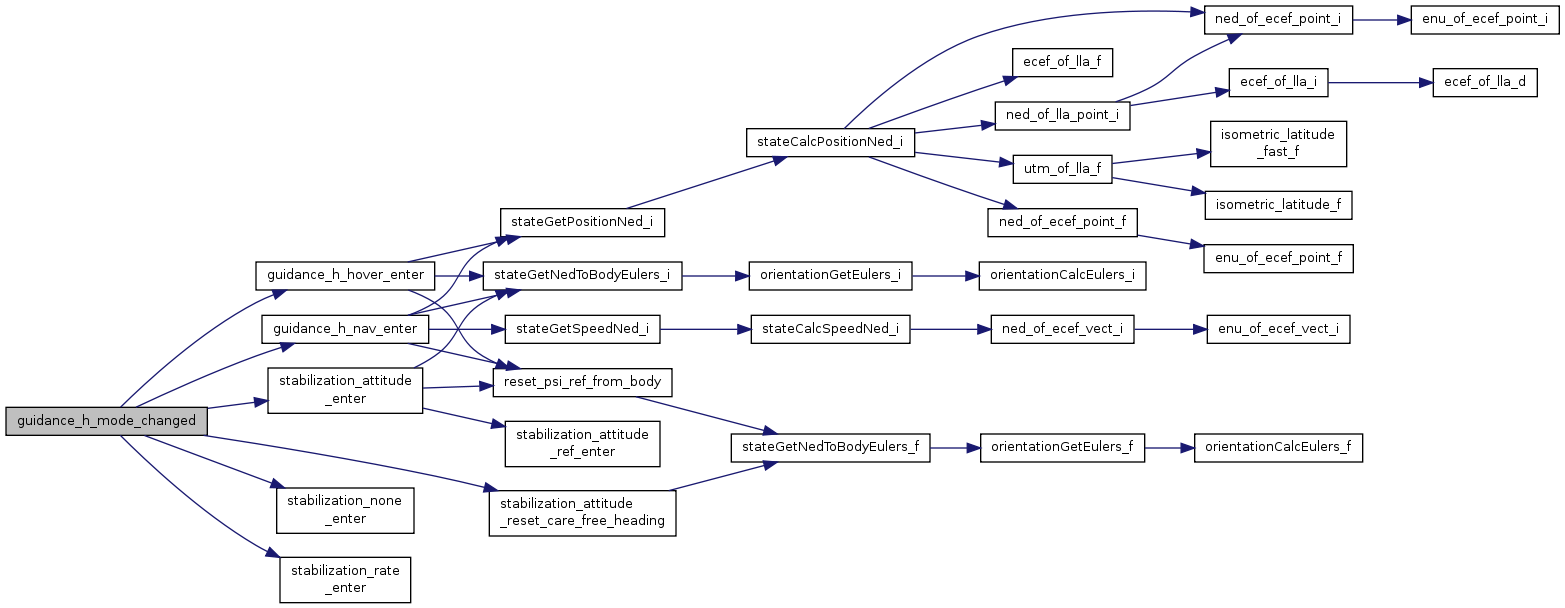 ned_of_ecef_point_i
enu_of_ecef_point_i
ecef_of_lla_f
ecef_of_lla_i
ecef_of_lla_d
ned_of_lla_point_i
stateCalcPositionNed_i
isometric_latitude
_fast_f
utm_of_lla_f
isometric_latitude_f
stateGetPositionNed_i
ned_of_ecef_point_f
enu_of_ecef_point_f
guidance_h_hover_enter
stateGetNedToBodyEulers_i
orientationGetEulers_i
orientationCalcEulers_i
guidance_h_nav_enter
stateGetSpeedNed_i
stateCalcSpeedNed_i
ned_of_ecef_vect_i
enu_of_ecef_vect_i
stabilization_attitude
_enter
reset_psi_ref_from_body
guidance_h_mode_changed
stabilization_attitude
_ref_enter
stateGetNedToBodyEulers_f
orientationGetEulers_f
orientationCalcEulers_f
stabilization_none
_enter
stabilization_attitude
_reset_care_free_heading
stabilization_rate
_enter